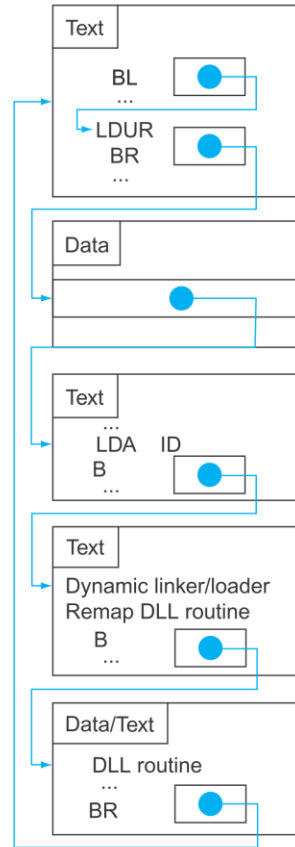 Text
BL
...
LDUR
BR
...
Data
Text
...
LDA ID
B
...
Text
Dynamic linker/loader
Remap DLL routine
B
...
Data/Text
DLL routine
...
BR